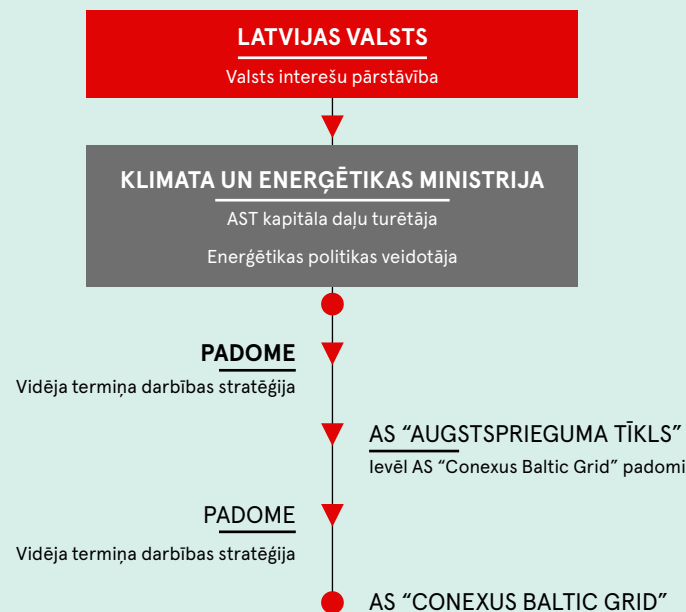 LATVIJAS VALSTS
Valsts interešu pārstāvība
KLIMATA UN ENERĢĒTIKAS MINISTRIJA
AST kapitāla daļu turētāja
Enerģētikas politikas veidotāja
PADOME
Vidēja termiņa darbības stratēģija
AS “AUGSTSPRIEGUMA TĪKLS”
Ievēl AS “Conexus Baltic Grid” padomi
PADOME
Vidēja termiņa darbības stratēģija
AS “CONEXUS BALTIC GRID”